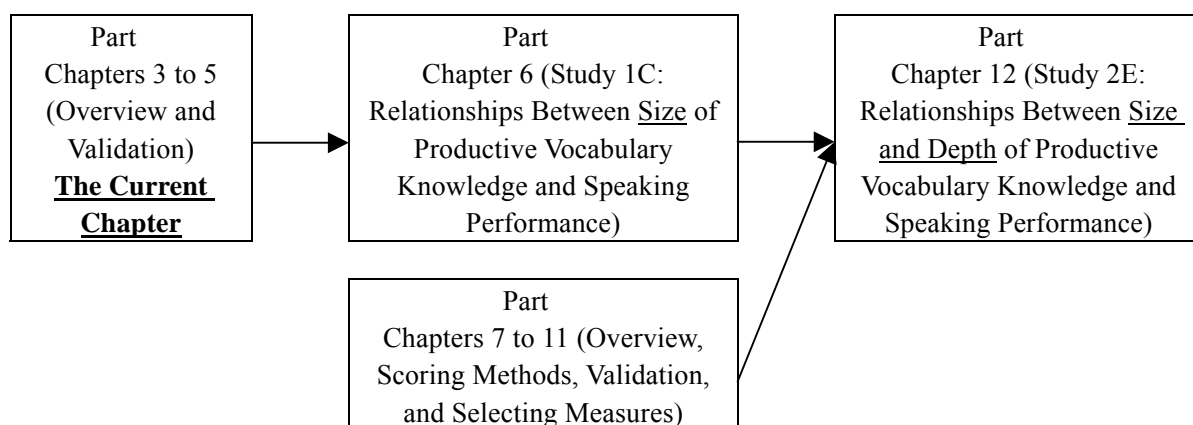 Part
Chapters 3 to 5
(Overview and
Validation)
The Current
Chapter
Part
Chapter 6 (Study 1C:
Relationships Between Size of
Productive Vocabulary
Knowledge and Speaking
Performance)
Part
Chapter 12 (Study 2E:
Relationships Between Size
and Depth of Productive
Vocabulary Knowledge and
Speaking Performance)
Part
Chapters 7 to 11 (Overview,
Scoring Methods, Validation,
and Selecting Measures)